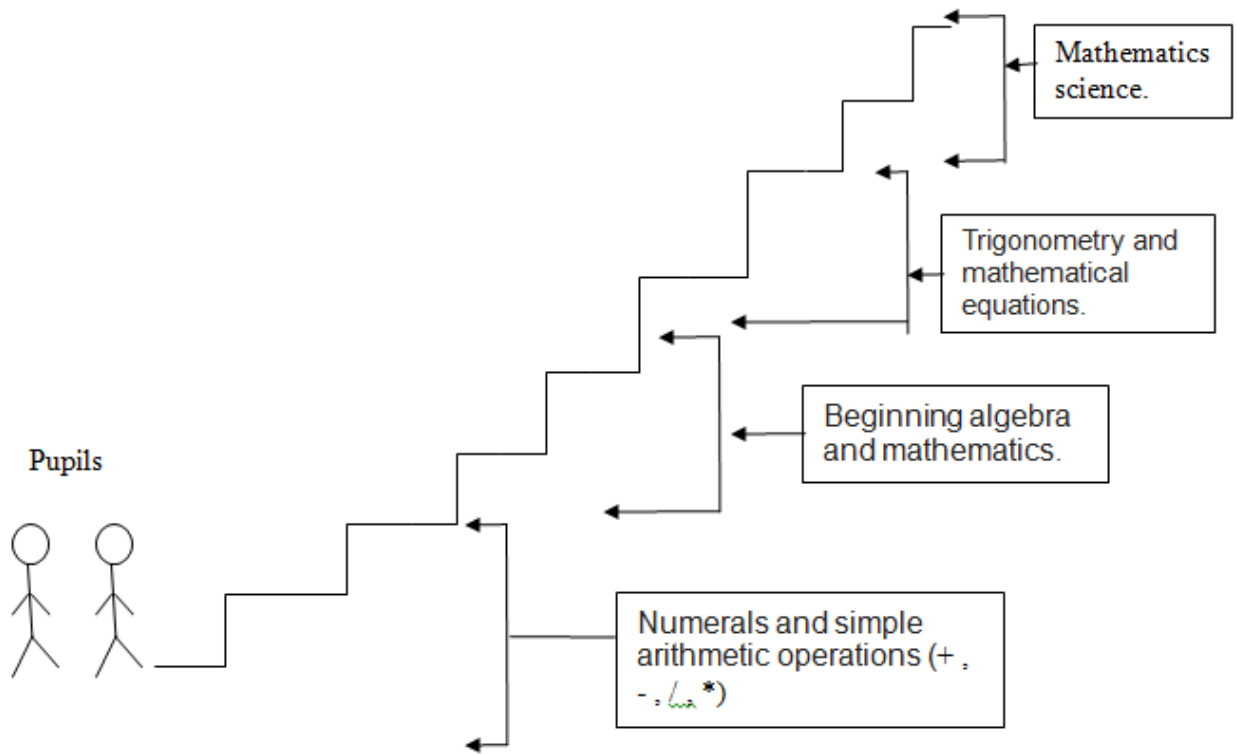 Mathematics
science.
Trigonometry and
mathematical
equations.
Beginning algebra
and mathematics.
Pupils
Numerals and simple
arithmetic operations (+ ,
- , / , *)